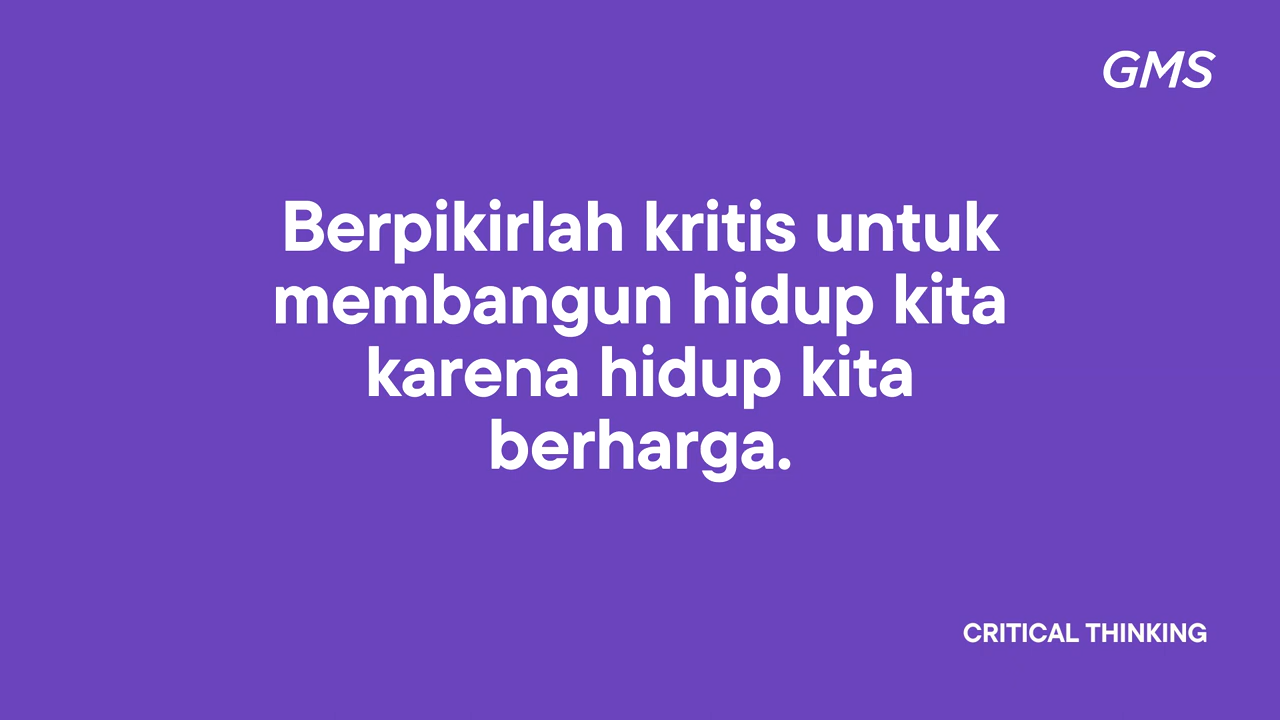 GMS
Berpikirlah kritis untuk
membangun hidup kita
karena hidup kita
berharga.
CRITICAL THINKING